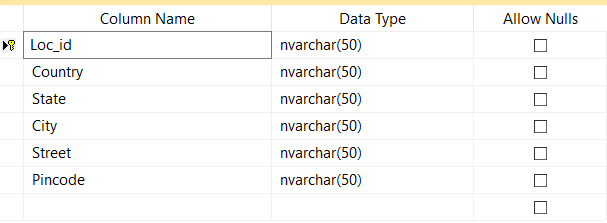 Column Name Data Type Allow Nulls
Loc_id nvarchar(50)
Country nvarchar(50)
State nvarchar(50)
City nvarchar(50)
Street nvarchar(50)
Pincode nvarchar(50)